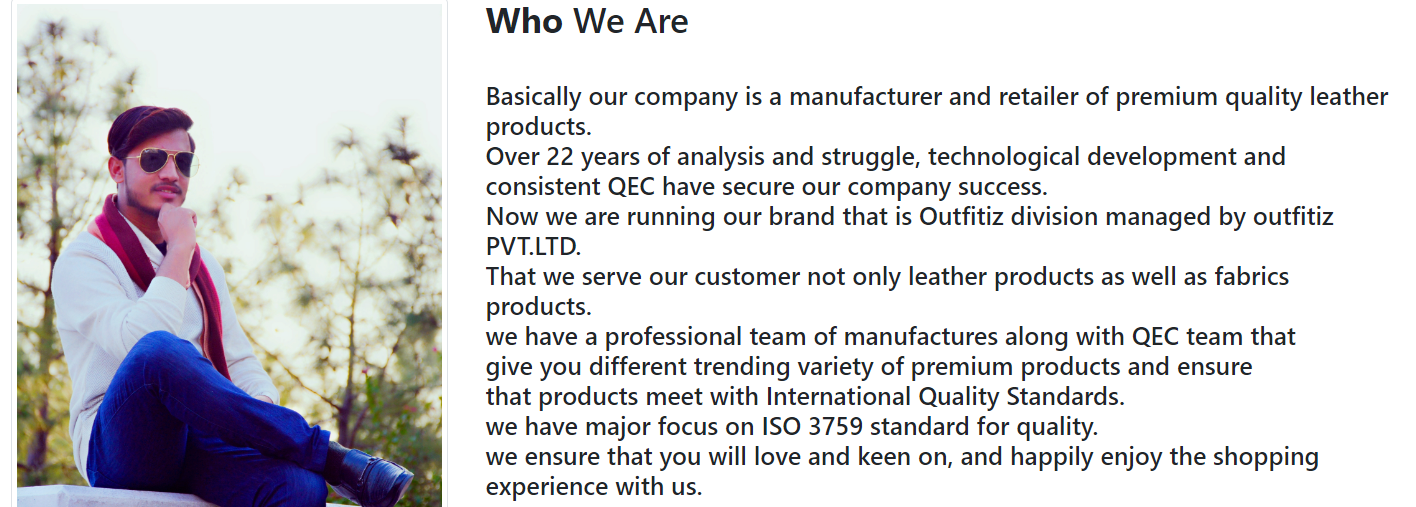 Who We Are
Basically our company is a manufacturer and retailer of premium quality leather
products.
Over 22 years of analysis and struggle, technological development and
consistent QEC have secure our company success.
Now we are running our brand that is Outfitiz division managed by outfitiz
PVT.LTD.
That we serve our customer not only leather products as well as fabrics
products.
we have a professional team of manufactures along with QEC team that
give you different trending variety of premium products and ensure
that products meet with International Quality Standards.
we have major focus on ISO 3759 standard for quality.
we ensure that you will love and keen on, and happily enjoy the shopping
experience with us.